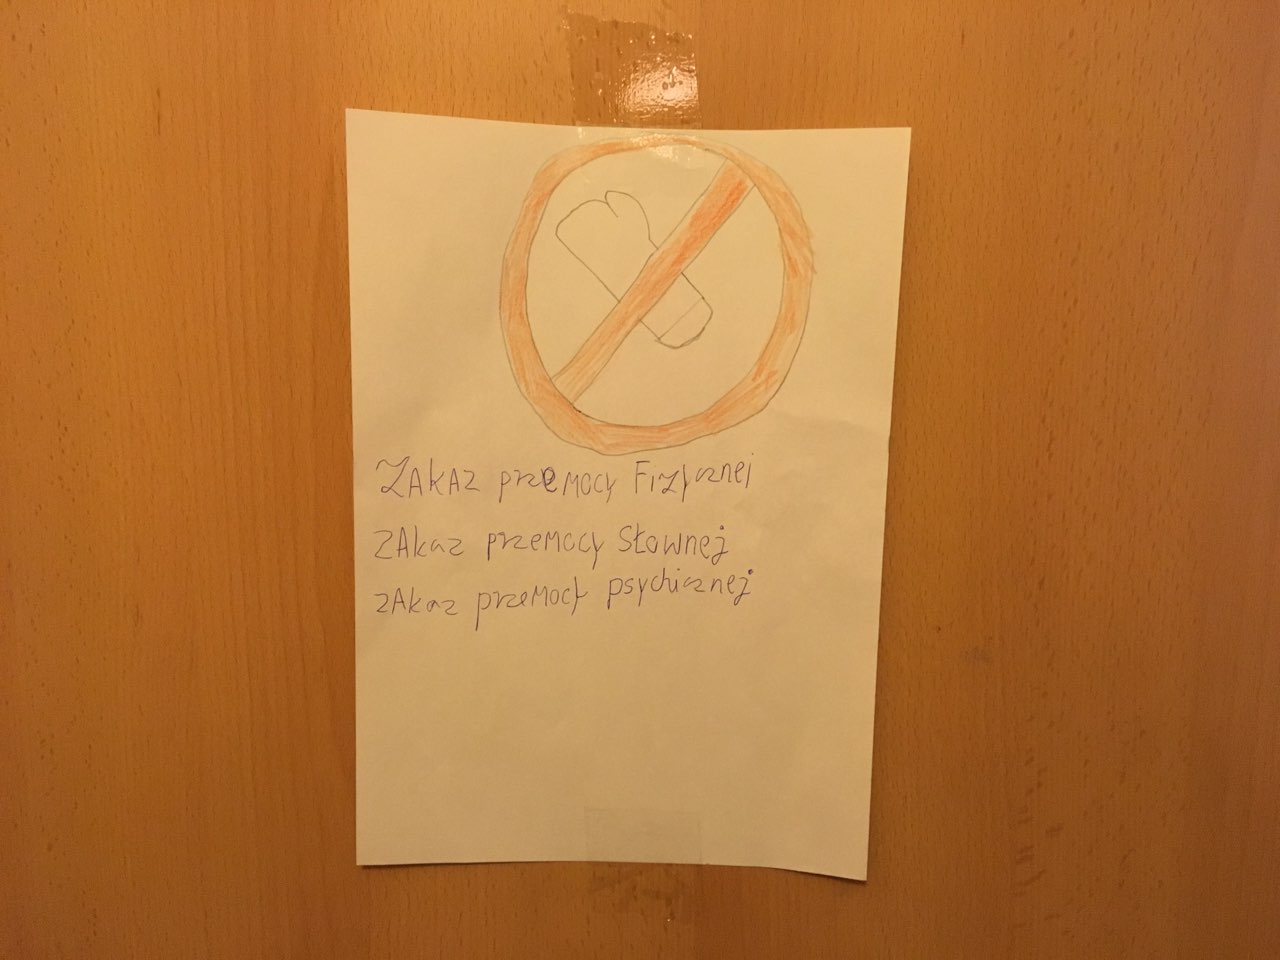 ZAKAZ przemocy Fizycznej
ZAkaz przemocy Słownej
zAkaz przemocy psychicznej